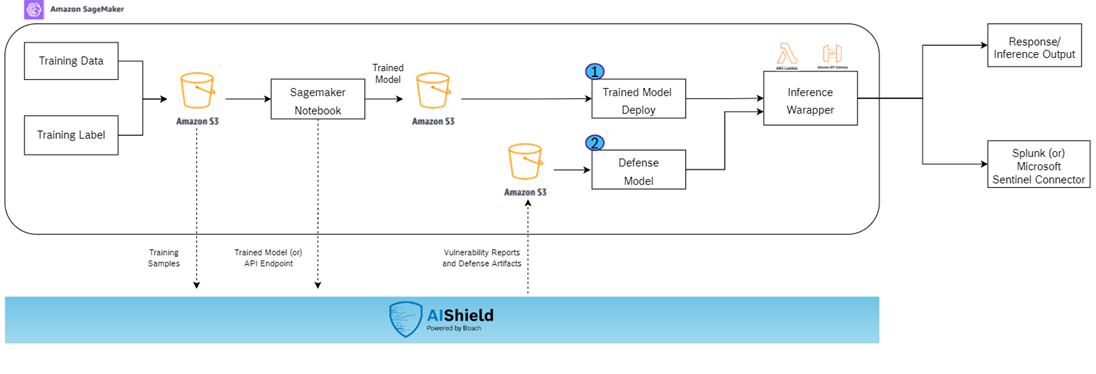 Amazon SageMaker
Training Data
Training Label
Amazon S3
Sagemaker
Notebook
Trained
Model
Amazon S3
1
Trained Model
Deploy
2
Defense
Model
Amazon S3
AWS Lambda
Amazon API Gateway
Inference
Warapper
Response/
Inference Output
Splunk (or)
Microsoft
Sentinel Connector
Training
Samples
Trained Model (or)
API Endpoint
Vulnerability Reports
and Defense Artifacts
AIShield
Powered by Bosch